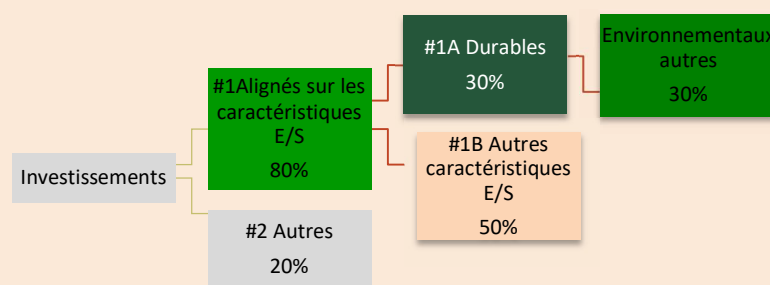 Investissements
#1Alignés sur les
caractéristiques
E/S
80%
#2 Autres
20%
#1A Durables
30%
#1B Autres
caractéristiques
E/S
50%
Environnementaux
autres
30%